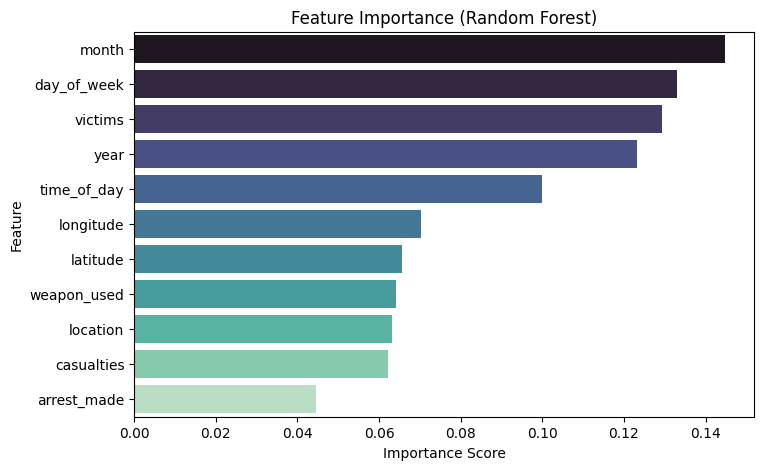 Feature Importance (Random Forest)
month
day_of_week
victims
year
time_of_day
longitude
latitude
weapon_used
location
casualties
arrest_made
Feature
0.00 0.02 0.04 0.06 0.08 0.10 0.12 0.14
Importance Score